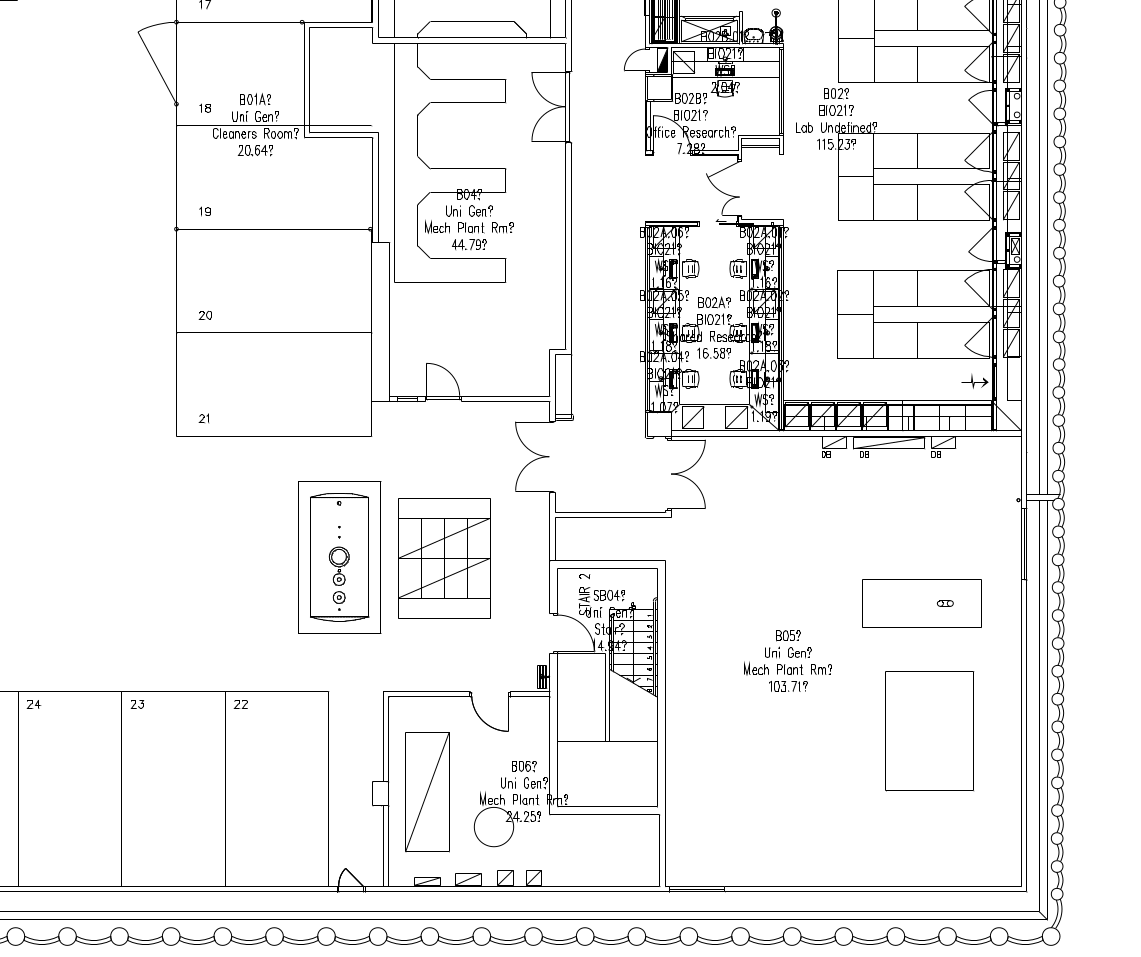 17
18
B01A?
Uni Gen?
Cleaners Room?
20.64?
19
20
21
B04?
Uni Gen?
Mech Plant Rm?
44.79?
BIO21?
WS?
2.04?
B02B?
BIO21?
Office Research?
7.28?
B02?
BIO21?
Lab Undefined?
115.23?
B02A.06?
BIO21?
WS?
1.16?
B02A.01?
BIO21?
WS?
1.16?
B02A.05?
BIO21?
WS?
1.18?
B02A.02?
BIO21?
WS?
1.18?
B02A?
BIO21?
Shared Research?
16.58?
B02A.04?
BIO21?
WS?
1.07?
B02A.03?
BIO21?
WS?
1.19?
DB
DB
DB
STAIR 2
SB04?
Uni Gen?
Stair?
14.94?
B05?
Uni Gen?
Mech Plant Rm?
103.71?
24
23
22
B06?
Uni Gen?
Mech Plant Rm?
24.25?